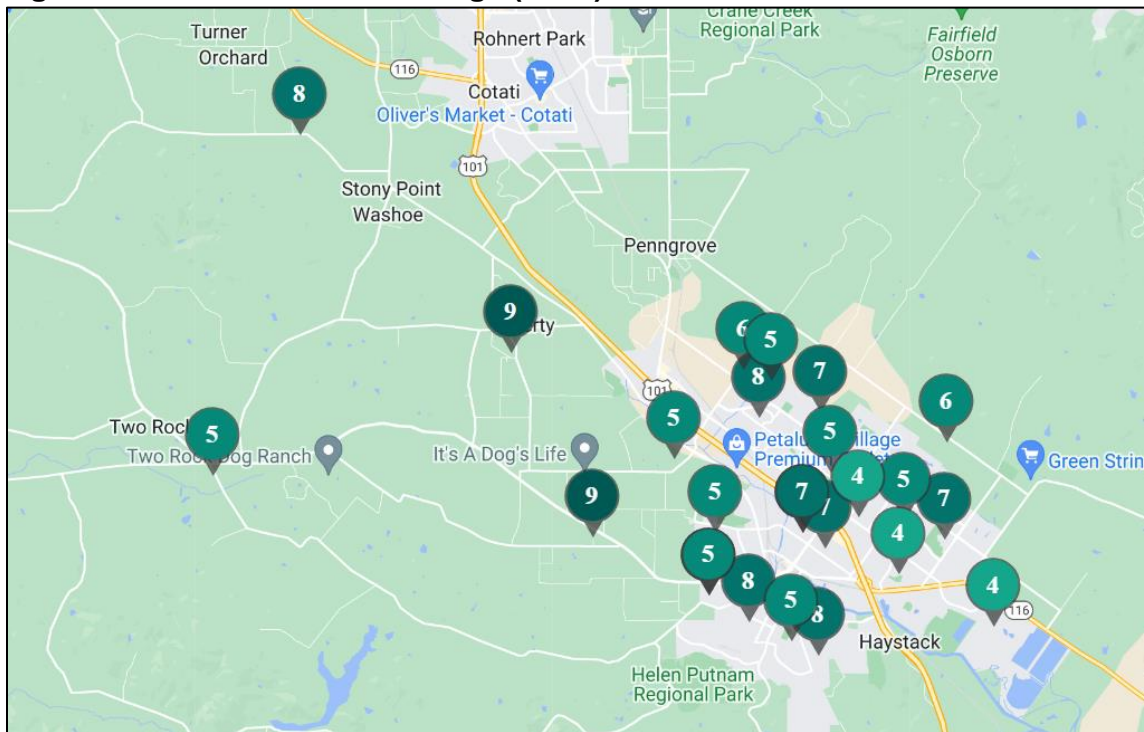 Turner
Orchard
8
116
Rohnert Park
Cotati
Oliver's Market - Cotati
Crane Creek
Regional Park
Fairfield
Osborn
Preserve
101
Stony Point
Washoe
Penngrove
9
6
5
8
7
101
5
5
6
Two
5
Two Rock Dog Ranch
It's A Dog's Life
Petaluma Village
Premium
Green Strin
9
5
7
7
4
5
7
4
5
8
5
8
4
116
Haystack
Helen Putnam
Regional Park